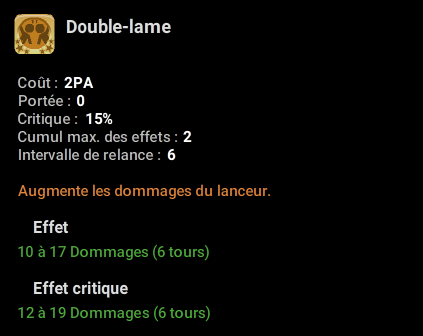 Double-lame
Coût : 2PA
Portée : 0
Critique : 15%
Cumul max. des effets : 2
Intervalle de relance : 6
Augmente les dommages du lanceur.
Effet
10 à 17 Dommages (6 tours)
Effet critique
12 à 19 Dommages (6 tours)